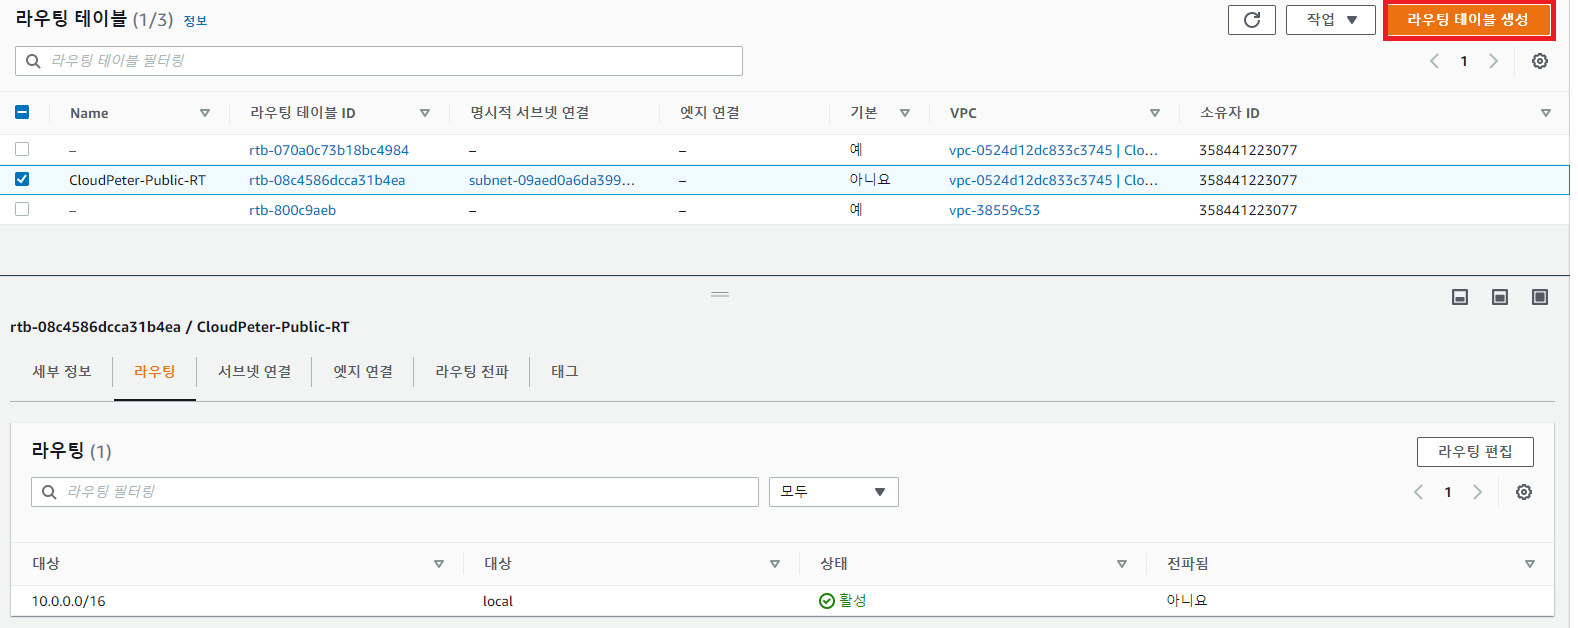 라우팅 테이블 (1/3) 정보 작업 라우팅 테이블 생성
라우팅 테이블 필터링 1
Name 라우팅 테이블 ID 명시적 서브넷 연결 엣지 연결 기본 VPC 소유자 ID
– rtb-070a0c73b18bc4984 – – 예 vpc-0524d12dc833c3745 | Clo... 358441223077
CloudPeter-Public-RT rtb-08c4586dcca31b4ea subnet-09aed0a6da399... – 아니요 vpc-0524d12dc833c3745 | Clo... 358441223077
– rtb-800c9aeb – – 예 vpc-38559c53 358441223077
rtb-08c4586dcca31b4ea / CloudPeter-Public-RT
세부 정보 라우팅 서브넷 연결 엣지 연결 라우팅 전파 태그
라우팅 (1) 라우팅 편집
라우팅 필터링 모두 1
대상 대상 상태 전파됨
10.0.0.0/16 local 활성 아니요